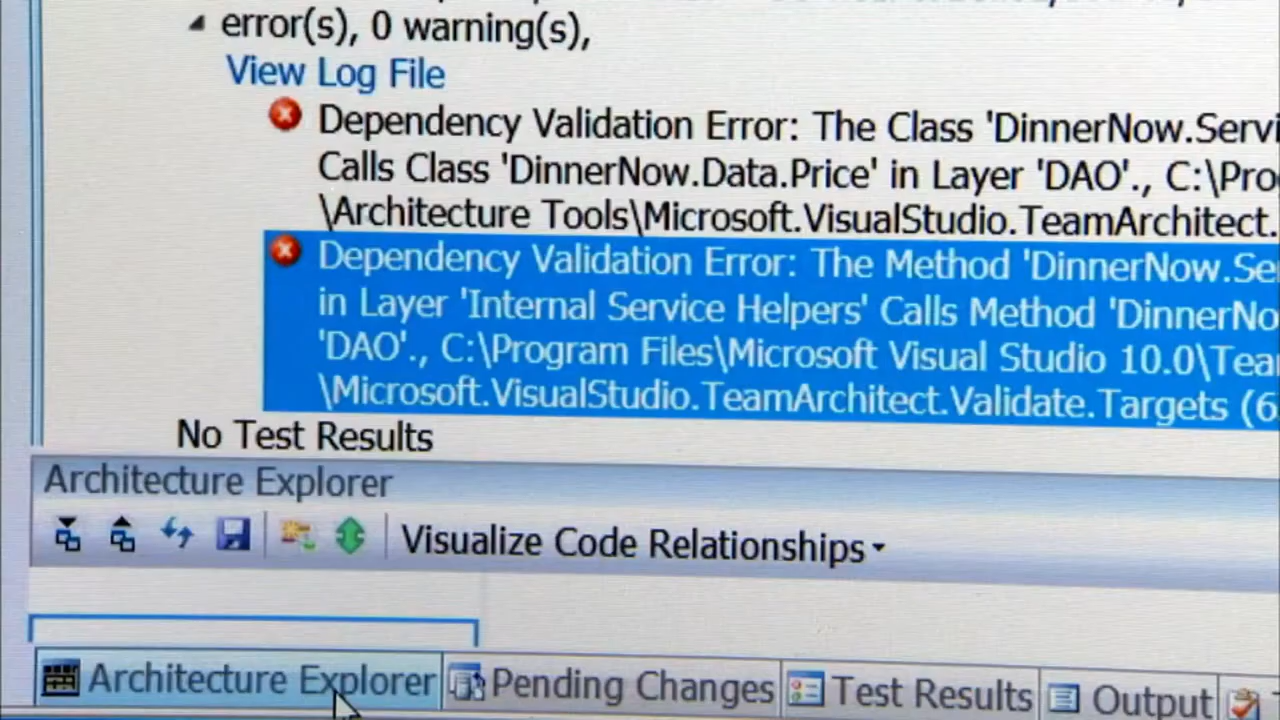 error(s), 0 warning(s),
View Log File
Dependency Validation Error: The Class 'DinnerNow.Servi
Calls Class 'DinnerNow.Data.Price' in Layer 'DAO'., C:\Pro
\Architecture Tools\Microsoft.VisualStudio.TeamArchitect.
Dependency Validation Error: The Method 'DinnerNow.Se
in Layer 'Internal Service Helpers' Calls Method 'DinnerNo
'DAO'., C:\Program Files\Microsoft Visual Studio 10.0\Tea
\Microsoft.VisualStudio.TeamArchitect.Validate.Targets (6
No Test Results
Architecture Explorer
Visualize Code Relationships
Architecture Explorer Pending Changes Test Results Output